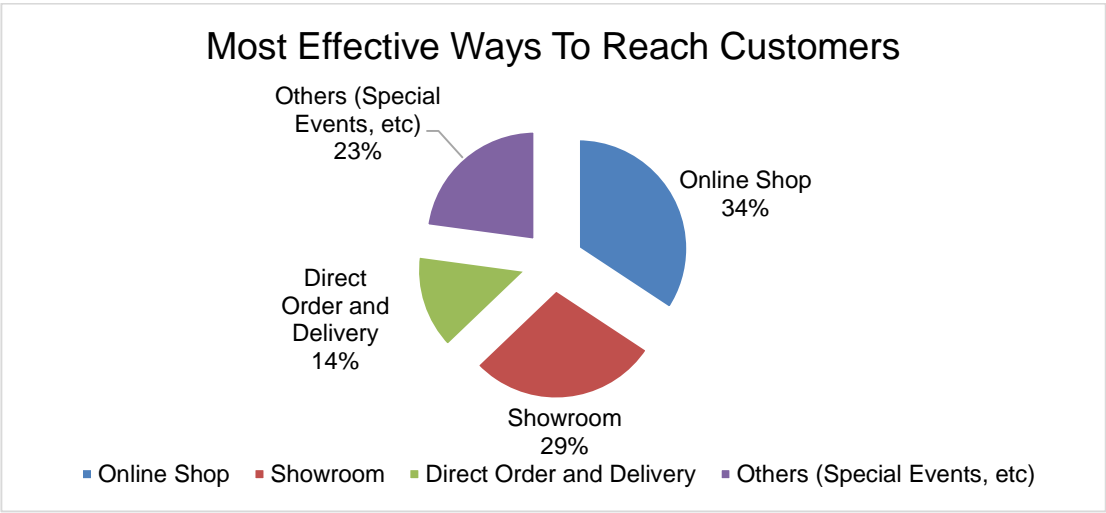 Most Effective Ways To Reach Customers
Others (Special
Events, etc)
23%
Online Shop
34%
Direct
Order and
Delivery
14%
Showroom
29%
Online Shop
Showroom
Direct Order and Delivery
Others (Special Events, etc)